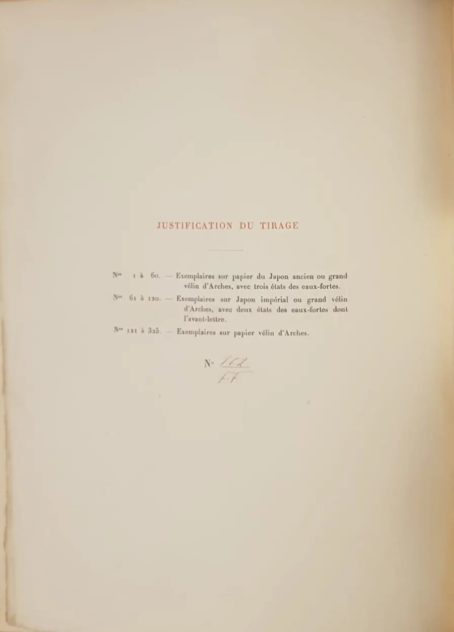 JUSTIFICATION DU TIRAGE
Nos 1 à 60. — Exemplaires sur papier du Japon ancien ou grand
vélin d'Arches, avec trois états des eaux-fortes.
Nos 61 à 120. — Exemplaires sur Japon impérial ou grand vélin
d'Arches, avec deux états des eaux-fortes dont
l'avant-lettre.
Nos 121 à 325. — Exemplaires sur papier vélin d'Arches.
No